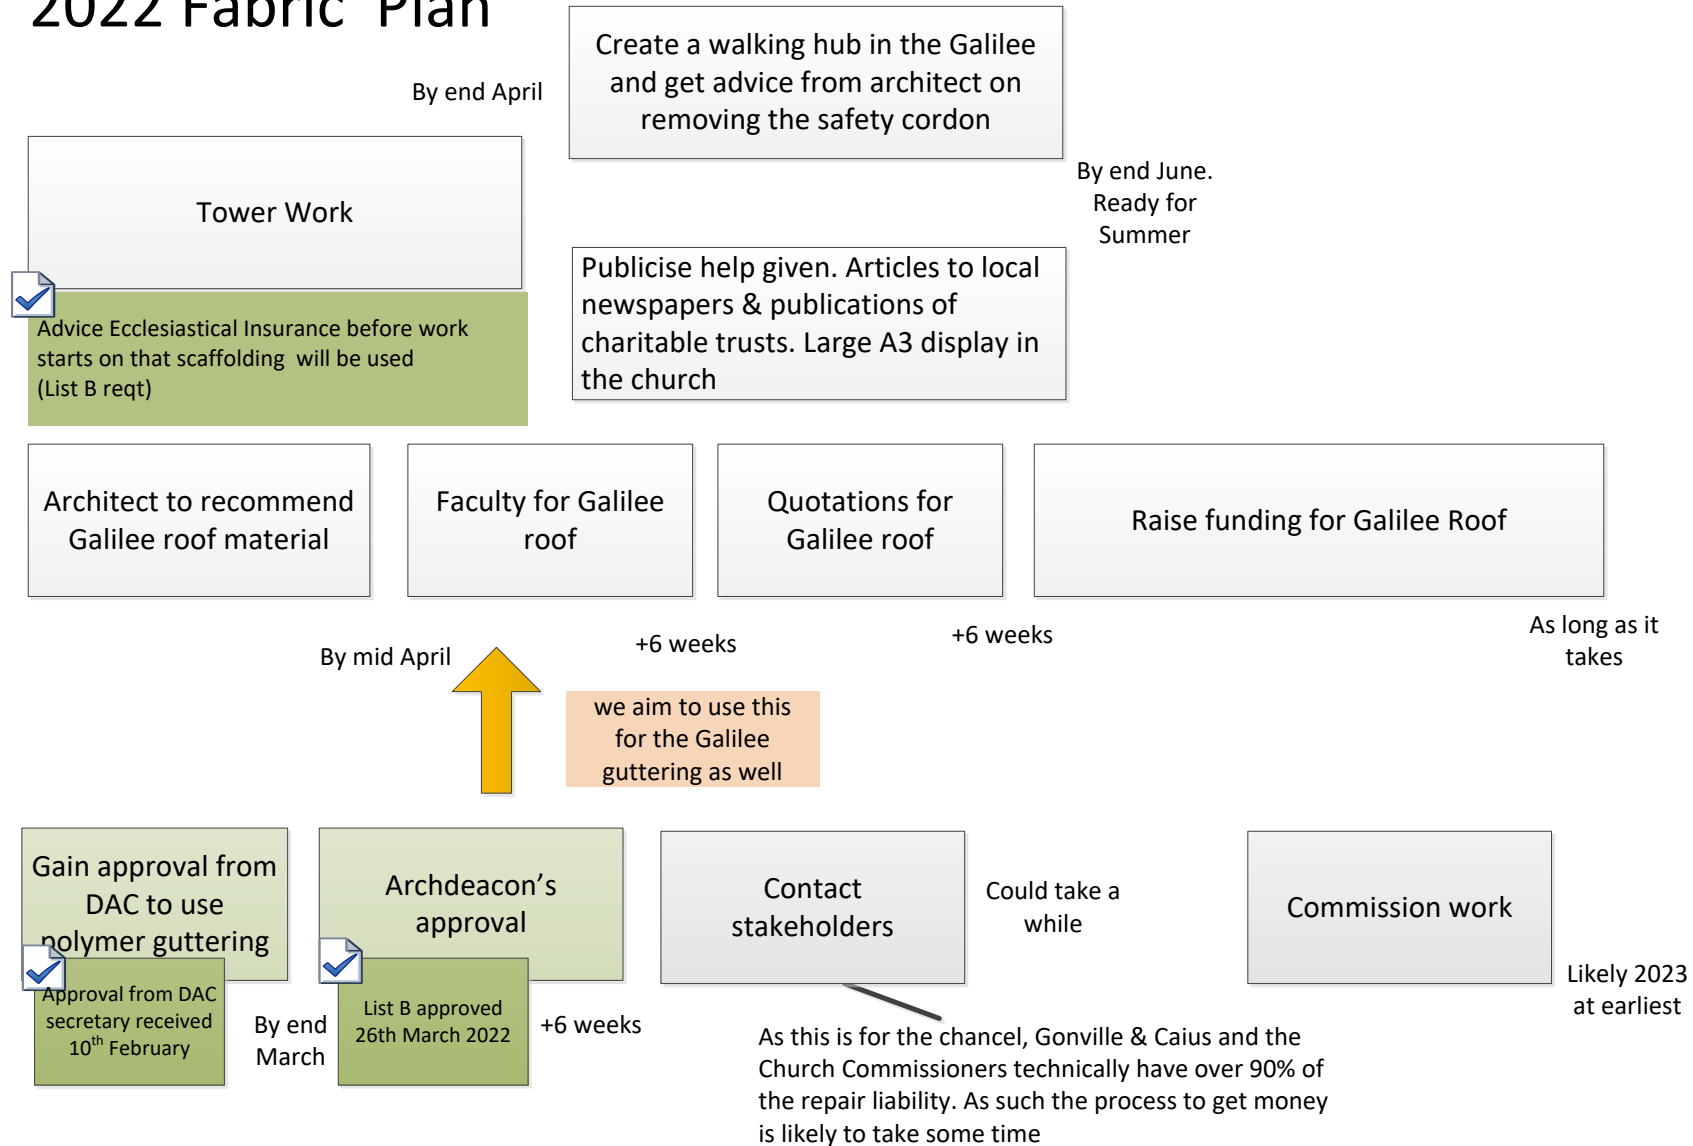 2022 Fabric Plan
Create a walking hub in the Galilee
and get advice from architect on
removing the safety cordon
By end April
By end June.
Ready for
Summer
Tower Work
Publicise help given. Articles to local
newspapers & publications of
charitable trusts. Large A3 display in
the church
Advice Ecclesiastical Insurance before work
starts on that scaffolding will be used
(List B reqt)
Architect to recommend
Galilee roof material
Faculty for Galilee
roof
Quotations for
Galilee roof
Raise funding for Galilee Roof
By mid April
+6 weeks
+6 weeks
As long as it
takes
we aim to use this
for the Galilee
guttering as well
Gain approval from
DAC to use
polymer guttering
Approval from DAC
secretary received
10th February
By end
March
Archdeacon’s
approval
List B approved
26th March 2022
+6 weeks
Contact
stakeholders
Could take a
while
Commission work
Likely 2023
at earliest
As this is for the chancel, Gonville & Caius and the
Church Commissioners technically have over 90% of
the repair liability. As such the process to get money
is likely to take some time